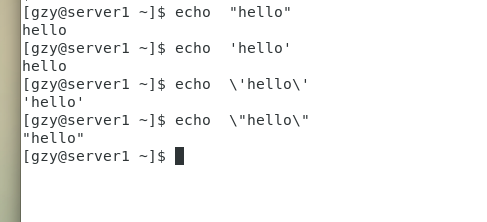 [gzy@server1 ~]$ echo  "hello"
hello
[gzy@server1 ~]$ echo  'hello'
hello
[gzy@server1 ~]$ echo  \'hello\'
'hello'
[gzy@server1 ~]$ echo  \"hello\"
"hello"
[gzy@server1 ~]$